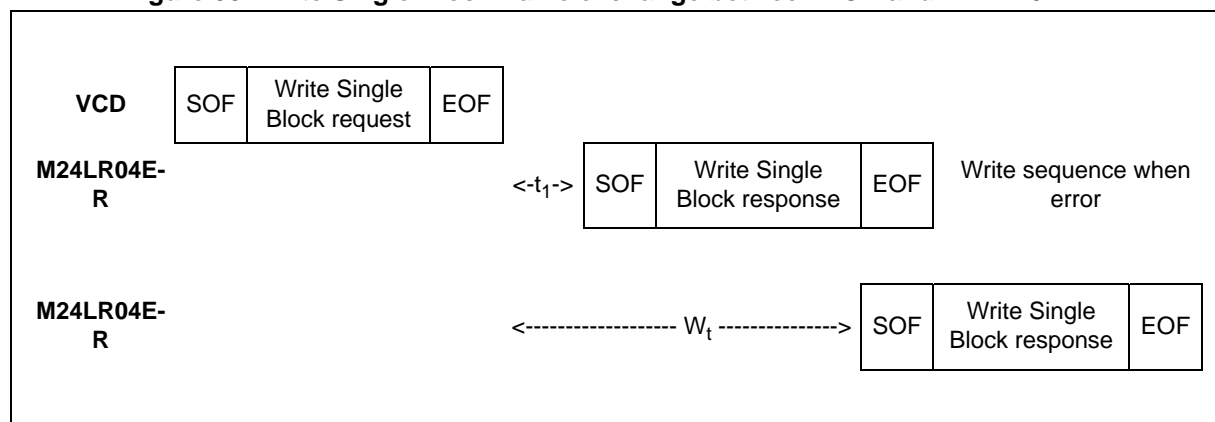 VCD SOF Write Single Block request EOF
M24LR04E-
R
<-t1-> SOF Write Single Block response EOF Write sequence when error
M24LR04E-
R
<------------------- Wt ---------------> SOF Write Single Block response EOF